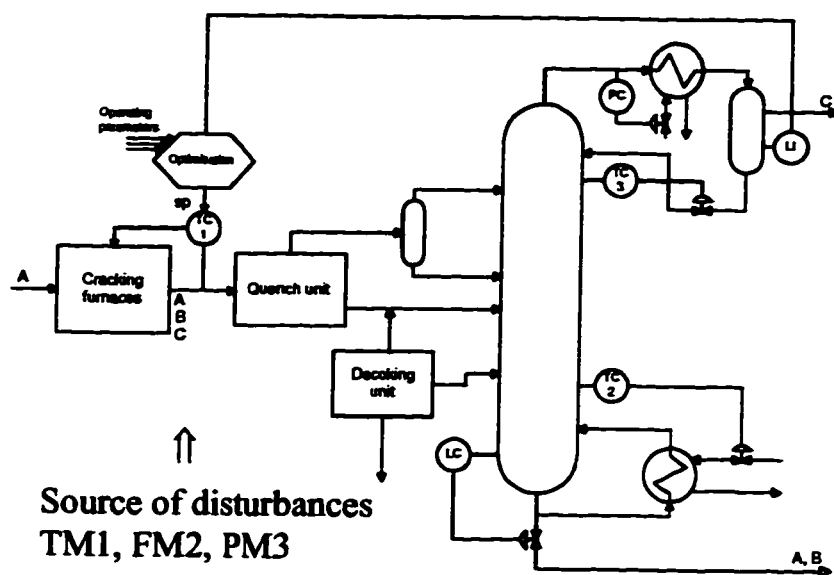 Operating
parameters
Optimisation
sp
TC
1
A
Cracking
furnaces
A
B
C
Quench unit
Decoking
unit
PC
C
LI
TC
3
TC
2
LC
A, B
⇑
Source of disturbances
TM1, FM2, PM3